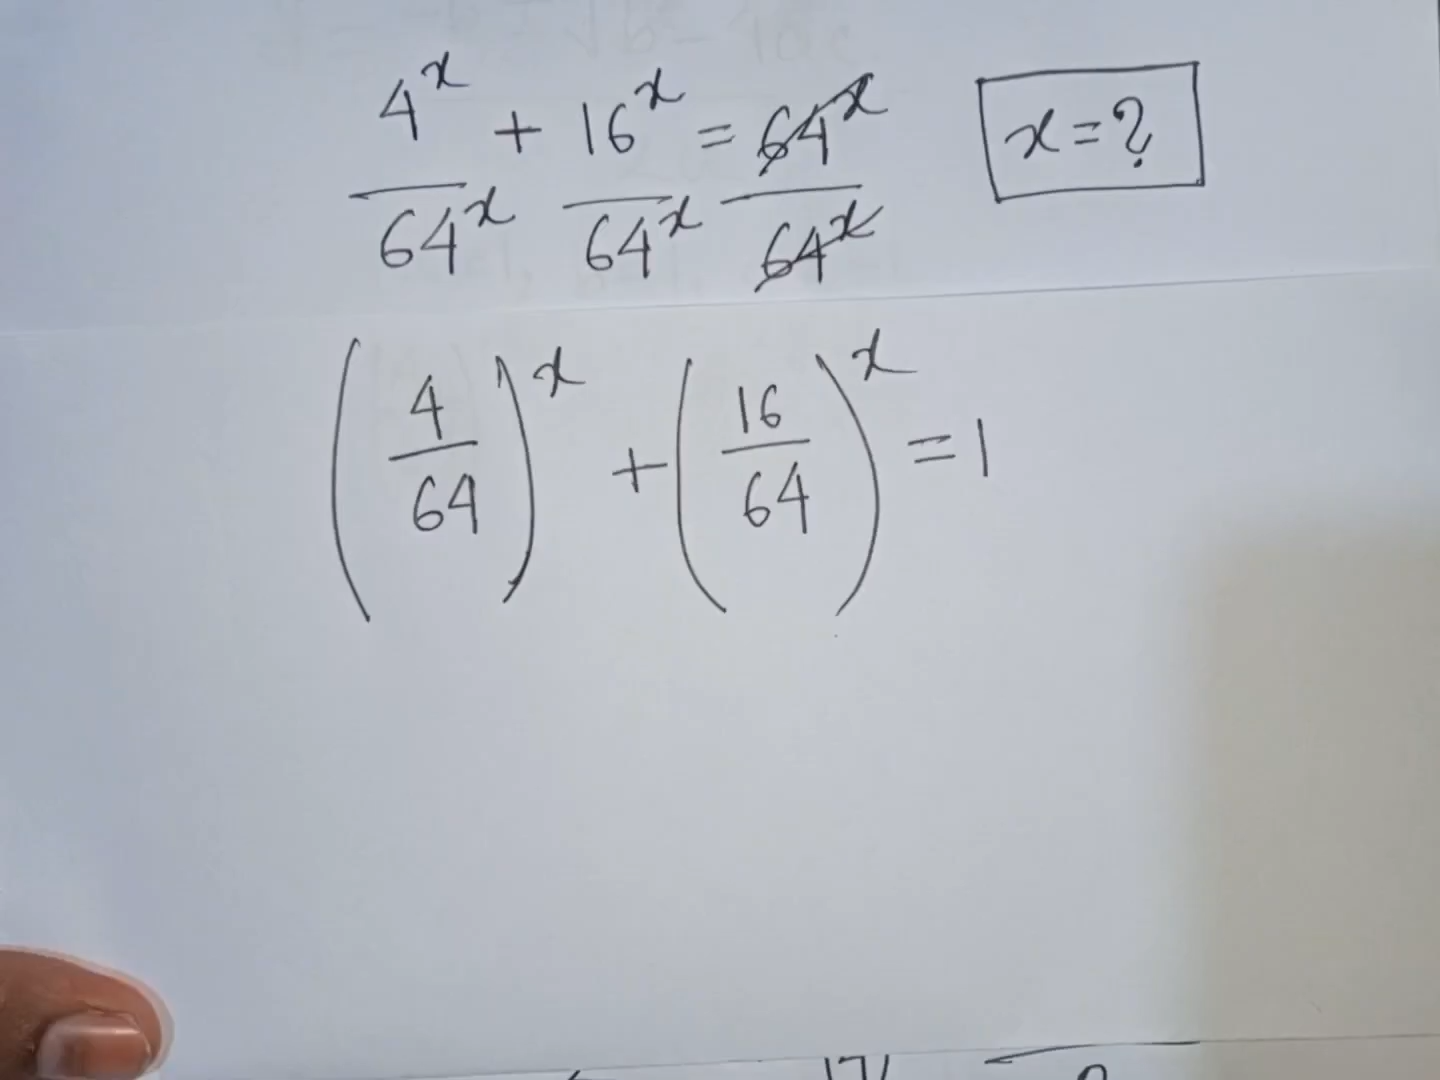 4^x/64^x + 16^x/64^x = 64^x/64^x x=?
(4/64)^x + (16/64)^x = 1